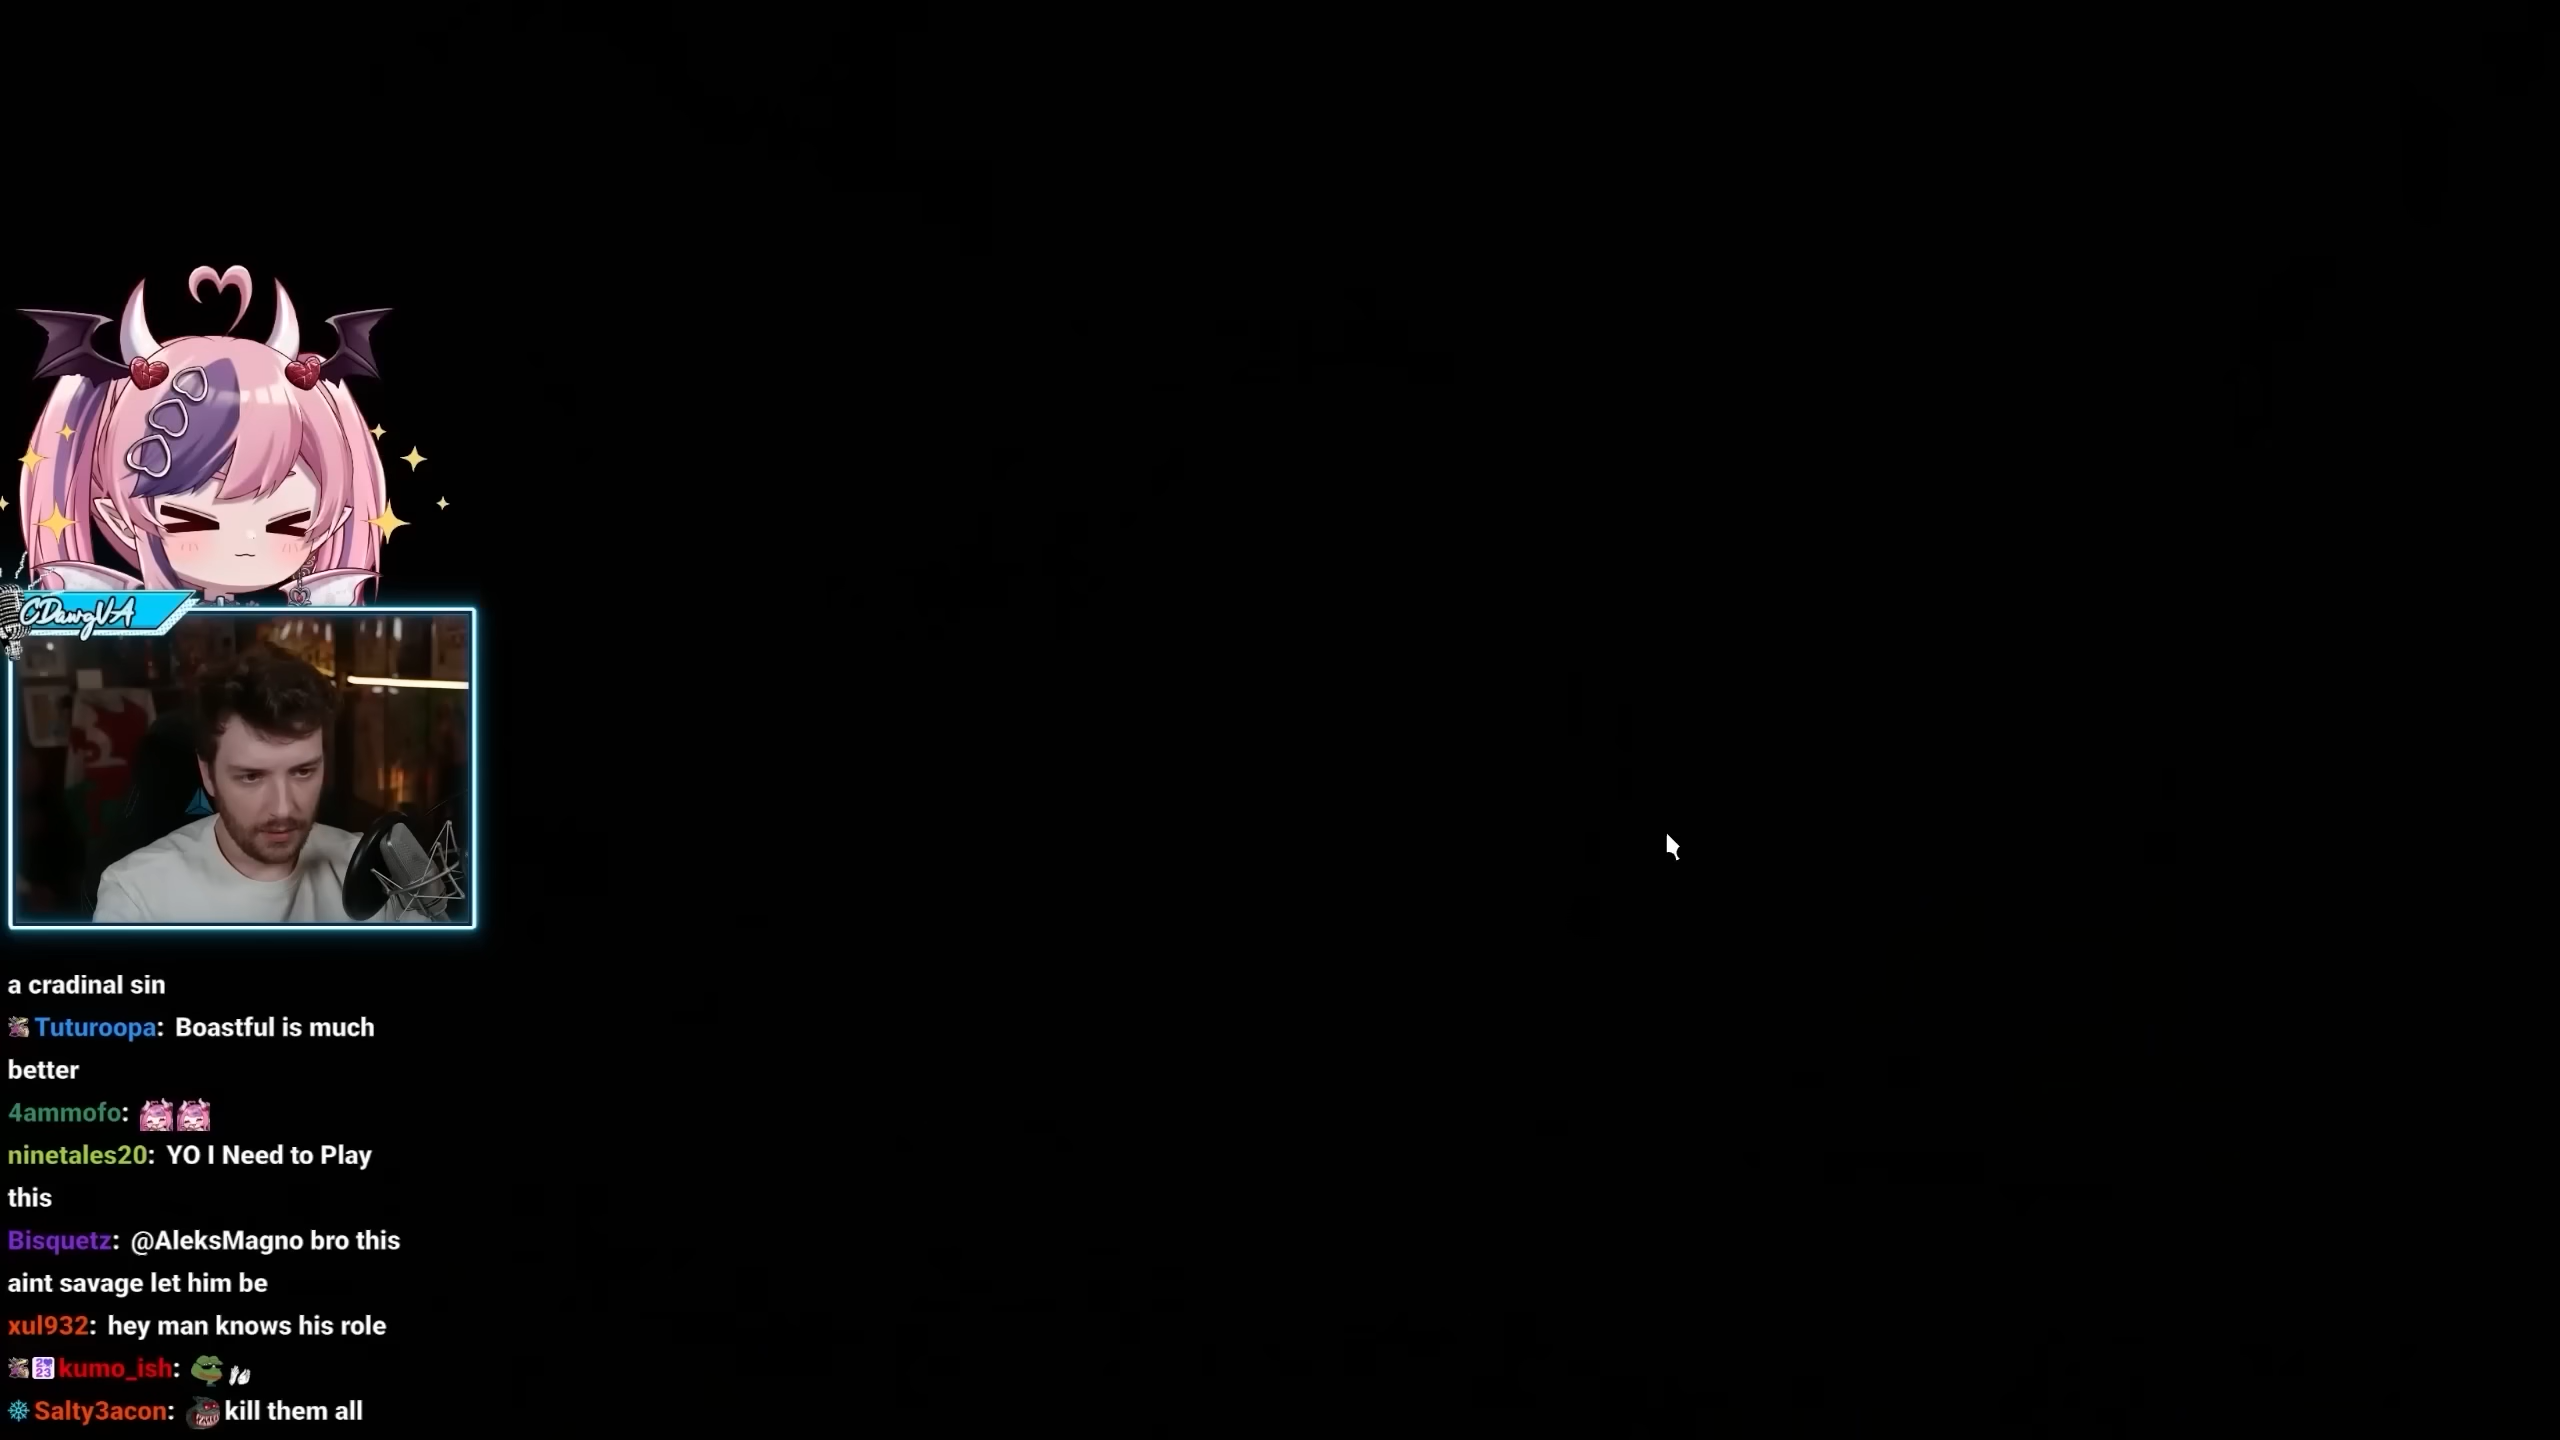 CDawgVA
a cradinal sin
Tuturoopa: Boastful is much
better
4ammofo:
ninetales20: YO I Need to Play
this
Bisquetz: @AleksMagno bro this
aint savage let him be
xul932: hey man knows his role
2023 kumo_ish:
Salty3acon: kill them all